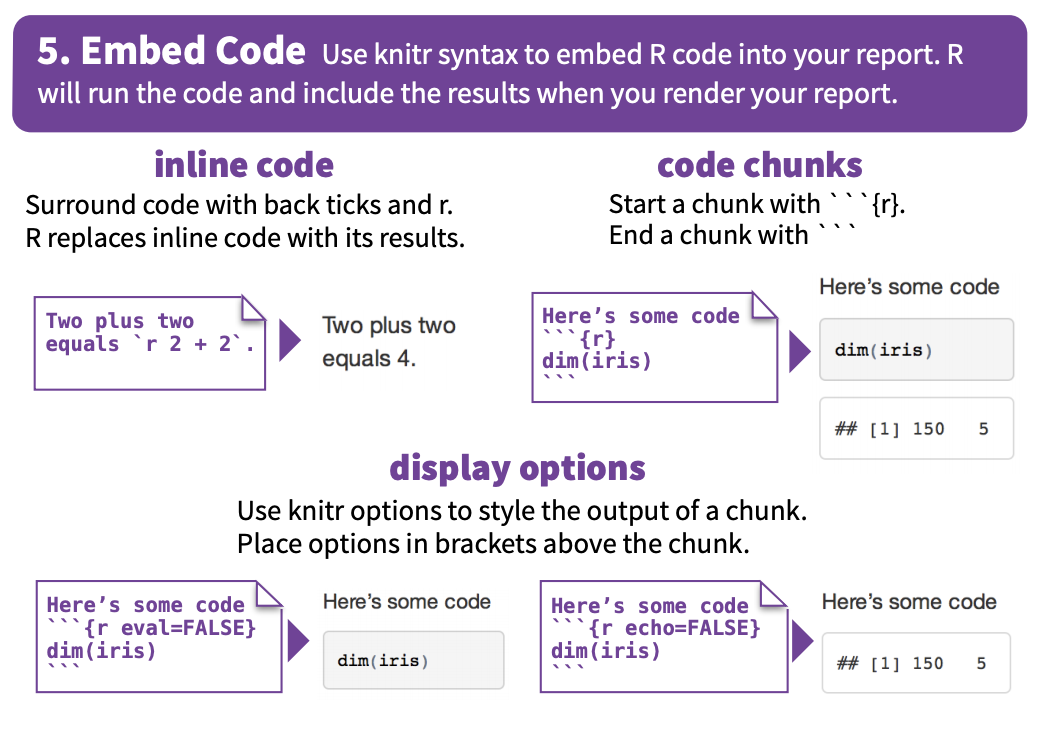 5. Embed Code Use knitr syntax to embed R code into your report. R
will run the code and include the results when you render your report.
inline code
Surround code with back ticks and r.
R replaces inline code with its results.
Two plus two
equals `r 2 + 2`.
Two plus two
equals 4.
code chunks
Start a chunk with ```{r}.
End a chunk with ```
Here’s some code
```{r}
dim(iris)
```
Here’s some code
dim(iris)
## [1] 150   5
display options
Use knitr options to style the output of a chunk.
Place options in brackets above the chunk.
Here’s some code
```{r eval=FALSE}
dim(iris)
```
Here’s some code
dim(iris)
Here’s some code
```{r echo=FALSE}
dim(iris)
```
Here’s some code
## [1] 150   5